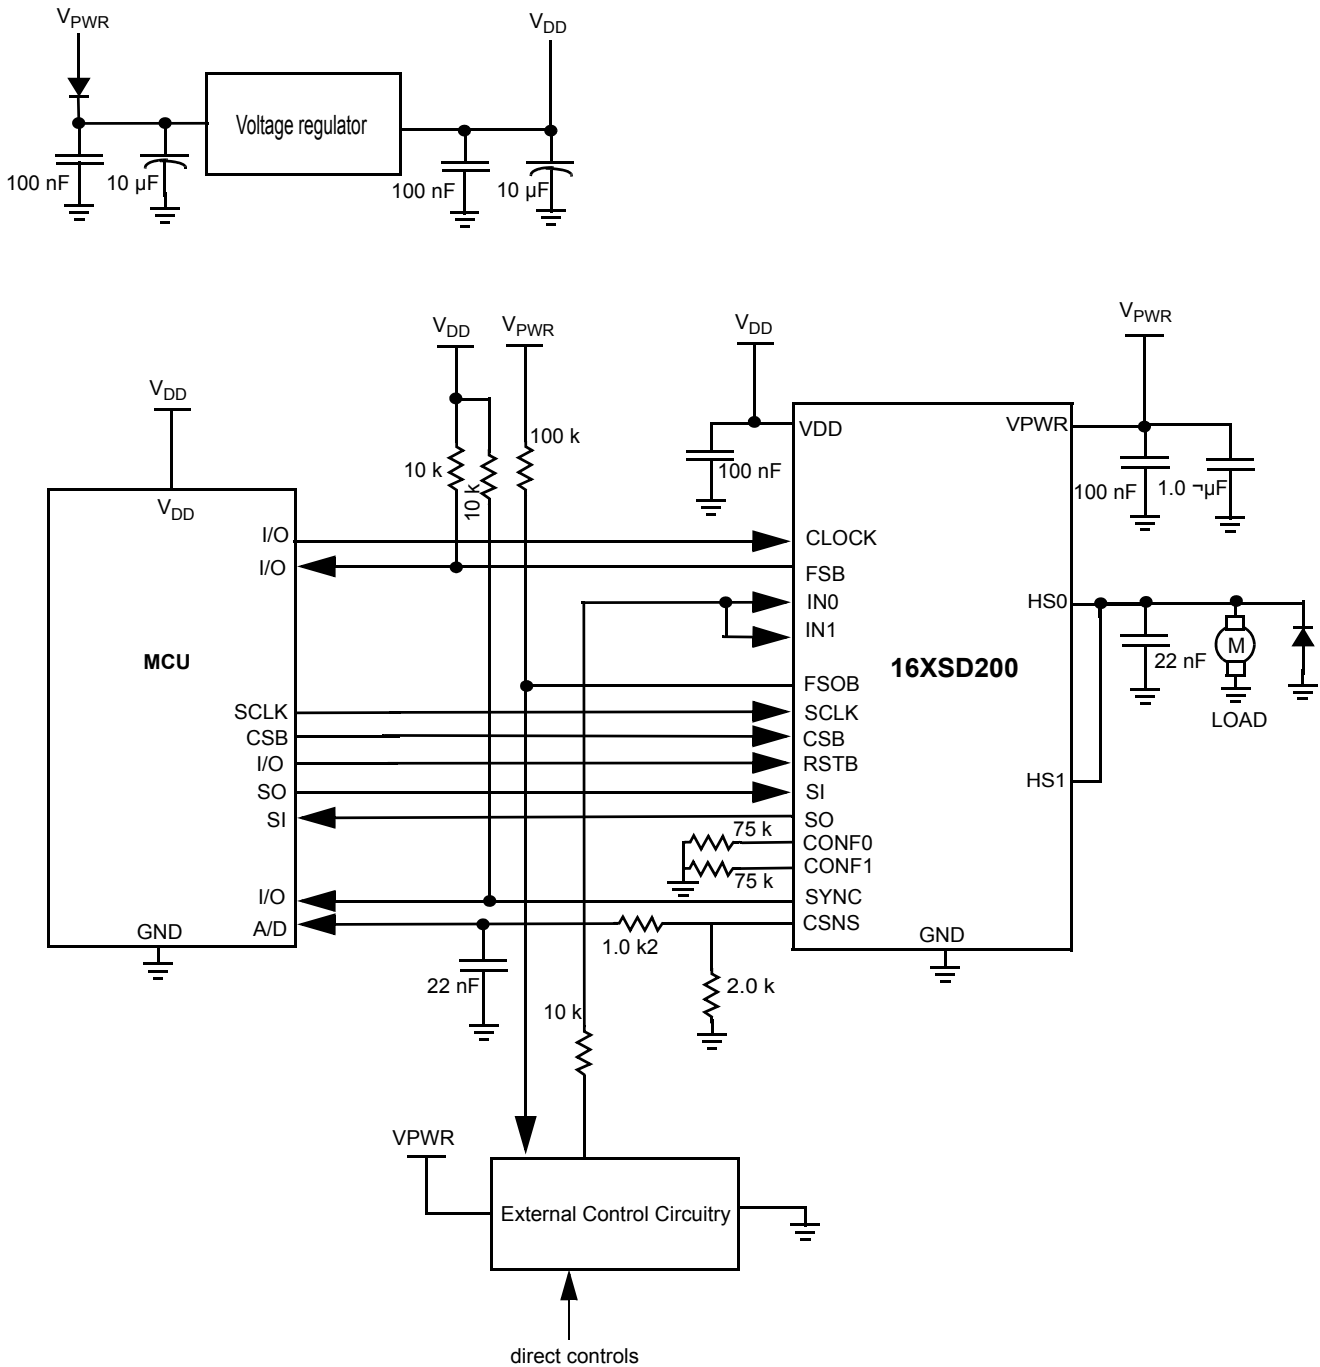 VPWR
VDD
Voltage regulator
100 nF
10 µF
100 nF
10 µF
VDD
VPWR
VDD
VPWR
VDD
100 k
10 k
10 k
VDD
100 nF
VPWR
100 nF
1.0 ¬µF
VDD
I/O
CLOCK
I/O
FSB
IN0
HS0
IN1
MCU
16XSD200
M
22 nF
FSOB
SCLK
SCLK
LOAD
CSB
CSB
I/O
RSTB
HS1
SO
SI
SI
SO
75 k
CONF0
CONF1
75 k
I/O
SYNC
A/D
CSNS
GND
GND
1.0 k2
22 nF
2.0 k
10 k
VPWR
External Control Circuitry
direct controls